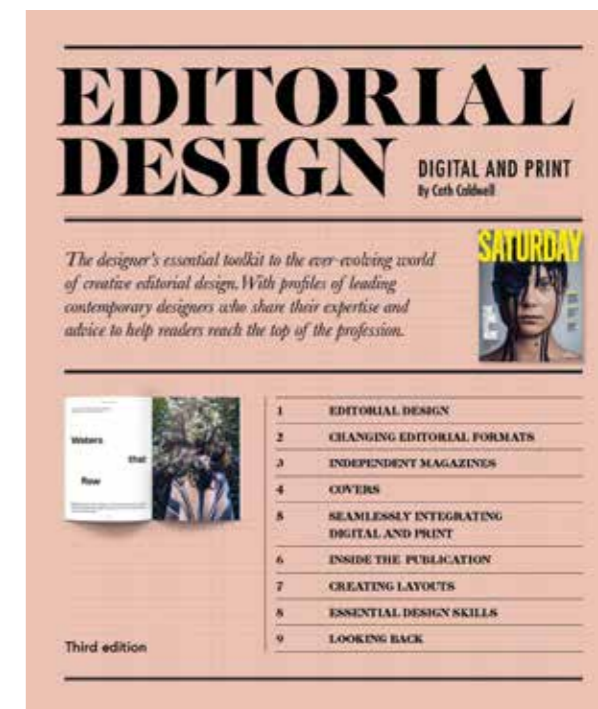 EDITORIAL
DESIGN
DIGITAL AND PRINT
By Cath Caldwell
The designer's essential toolkit to the ever-evolving world
of creative editorial design. With profiles of leading
contemporary designers who share their expertise and
advice to help readers reach the top of the profession.
SATURDAY
Waters
that
Flow
1 EDITORIAL DESIGN
2 CHANGING EDITORIAL FORMATS
3 INDEPENDENT MAGAZINES
4 COVERS
5 SEAMLESSLY INTEGRATING
DIGITAL AND PRINT
6 INSIDE THE PUBLICATION
7 CREATING LAYOUTS
8 ESSENTIAL DESIGN SKILLS
9 LOOKING BACK
Third edition